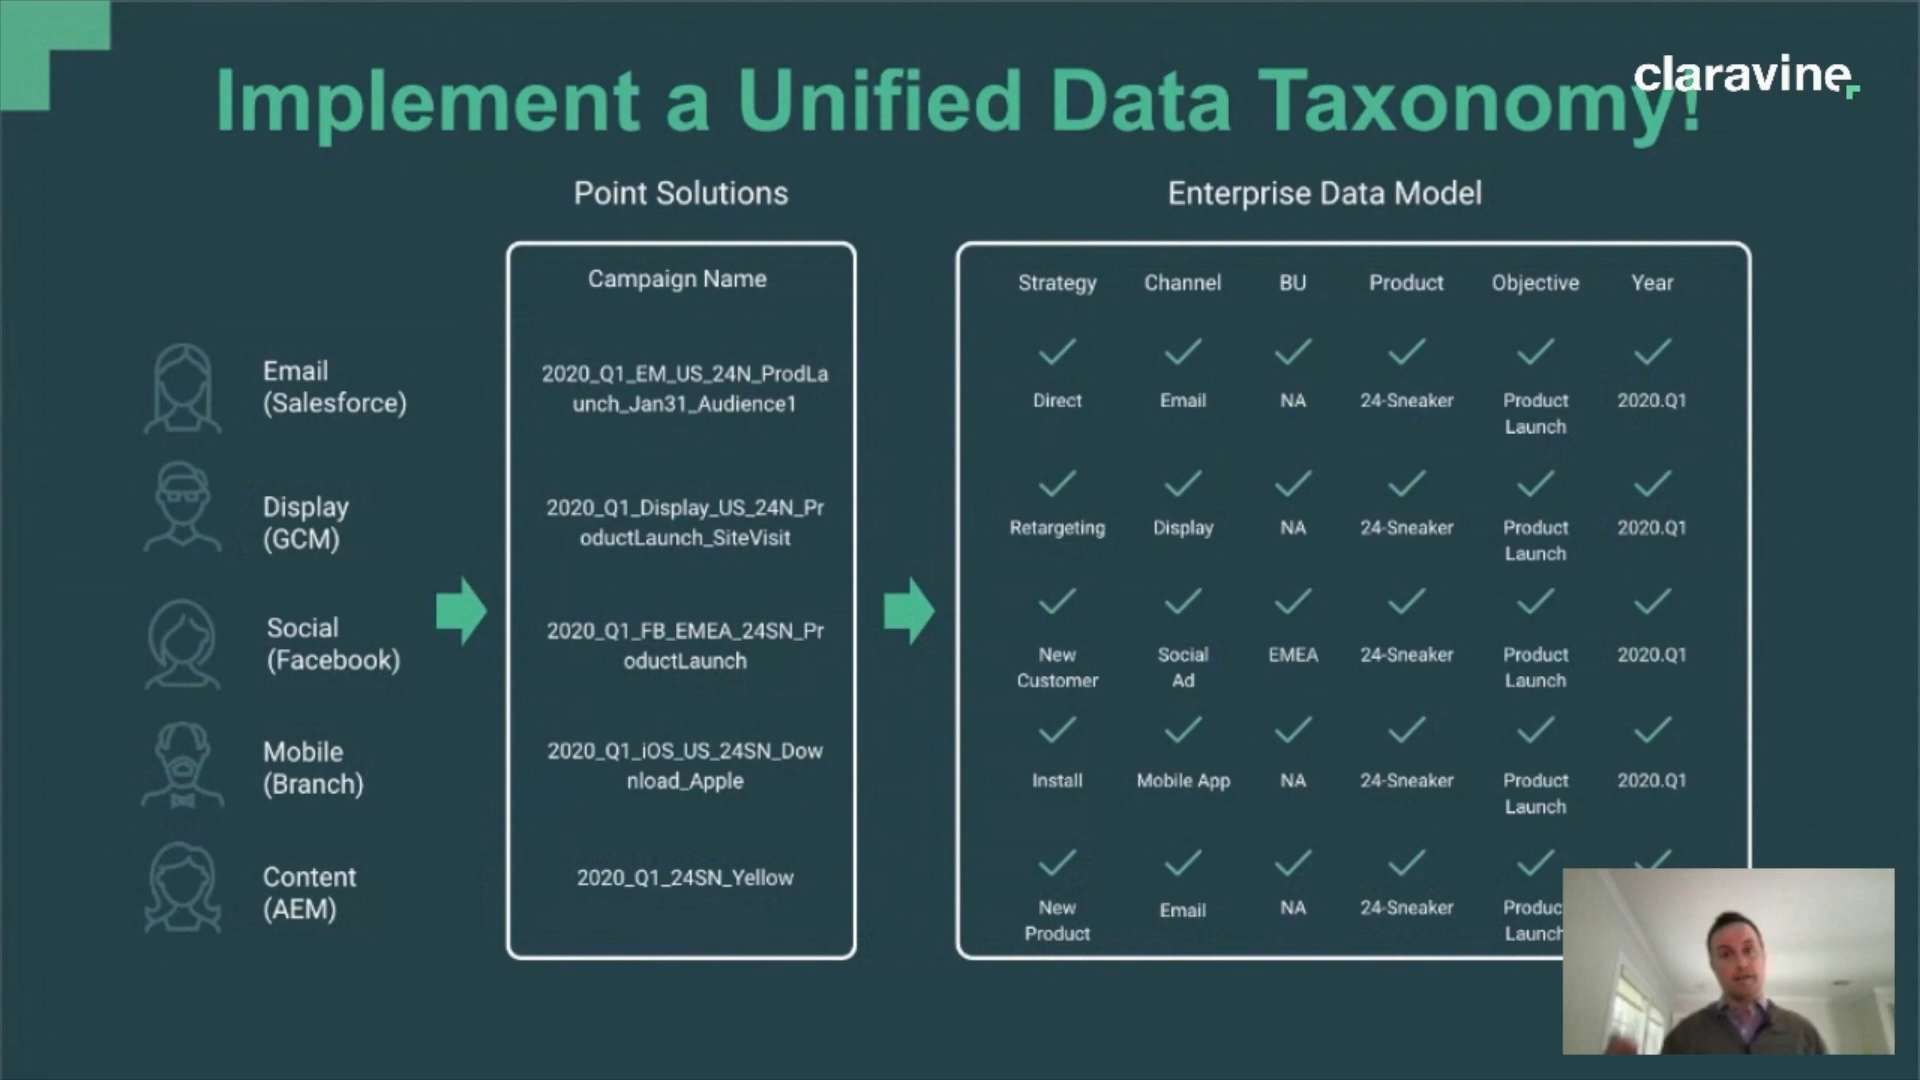 Implement a Unified Data Taxonomy!
claravine
Point Solutions
Enterprise Data Model
Campaign Name
Strategy Channel BU Product Objective Year
Email
(Salesforce)
2020_Q1_EM_US_24N_ProdLa
unch_Jan31_Audience1
Direct Email NA 24-Sneaker Product
Launch 2020.Q1
Display
(GCM)
2020_Q1_Display_US_24N_Pr
oductLaunch_SiteVisit
Retargeting Display NA 24-Sneaker Product
Launch 2020.Q1
Social
(Facebook)
2020_Q1_FB_EMEA_24SN_Pr
oductLaunch
New
Customer Social
Ad EMEA 24-Sneaker Product
Launch 2020.Q1
Mobile
(Branch)
2020_Q1_iOS_US_24SN_Dow
nload_Apple
Install Mobile App NA 24-Sneaker Product
Launch 2020.Q1
Content
(AEM)
2020_Q1_24SN_Yellow
New
Product Email NA 24-Sneaker Produc
Launch